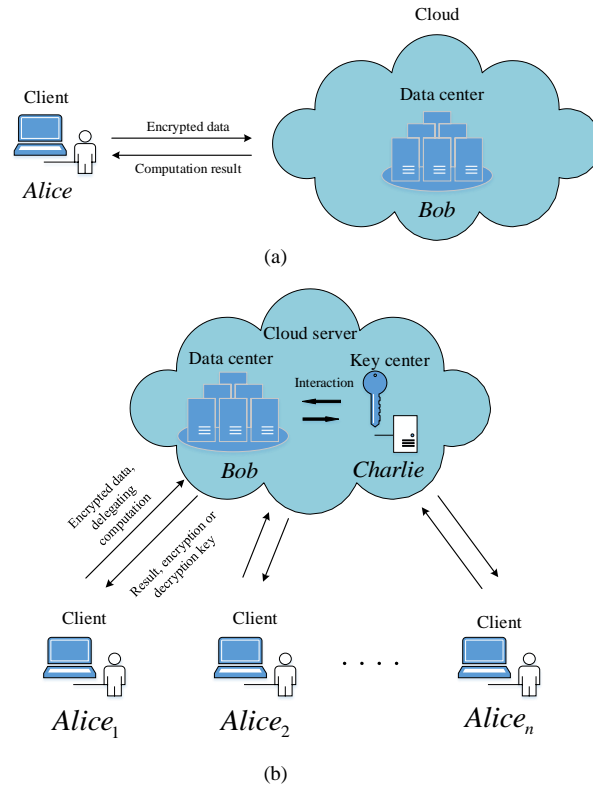 Cloud
Client
Data center
Encrypted data
Computation result
Alice
Bob
(a)
Cloud server
Data center
Key center
Interaction
Bob
Charlie
Encrypted data,
delegating
computation
Result, encryption or
decryption key
Client
Client
Client
. . . .
Alice1
Alice2
Alicen
(b)